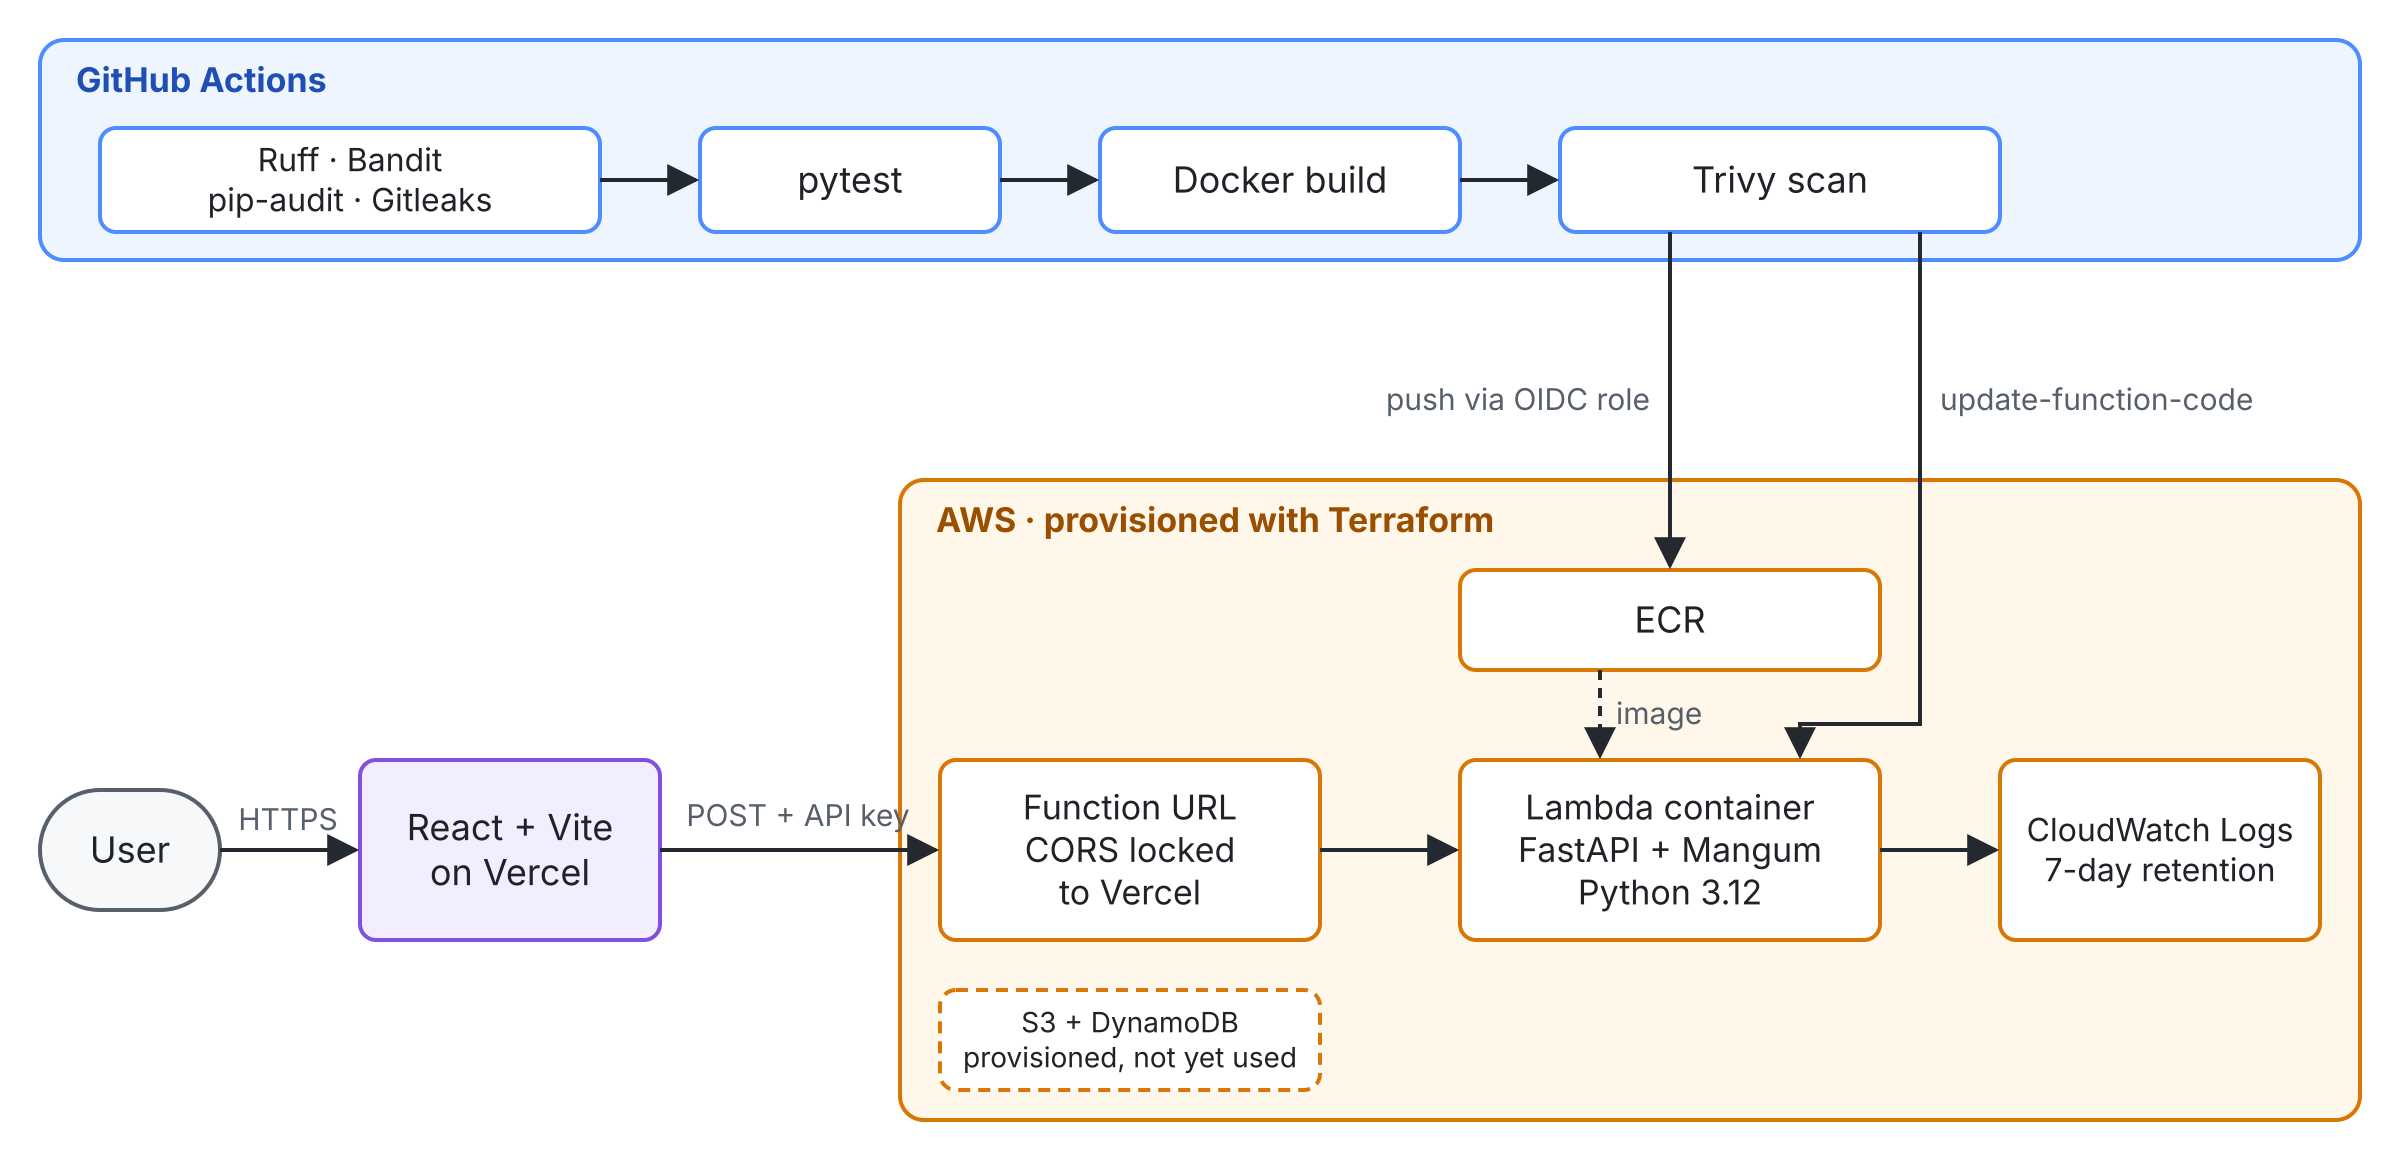 GitHub Actions
Ruff · Bandit
pip-audit · Gitleaks
pytest
Docker build
Trivy scan
push via OIDC role
update-function-code
AWS · provisioned with Terraform
ECR
image
User
HTTPS
React + Vite
on Vercel
POST + API key
Function URL
CORS locked
to Vercel
Lambda container
FastAPI + Mangum
Python 3.12
CloudWatch Logs
7-day retention
S3 + DynamoDB
provisioned, not yet used